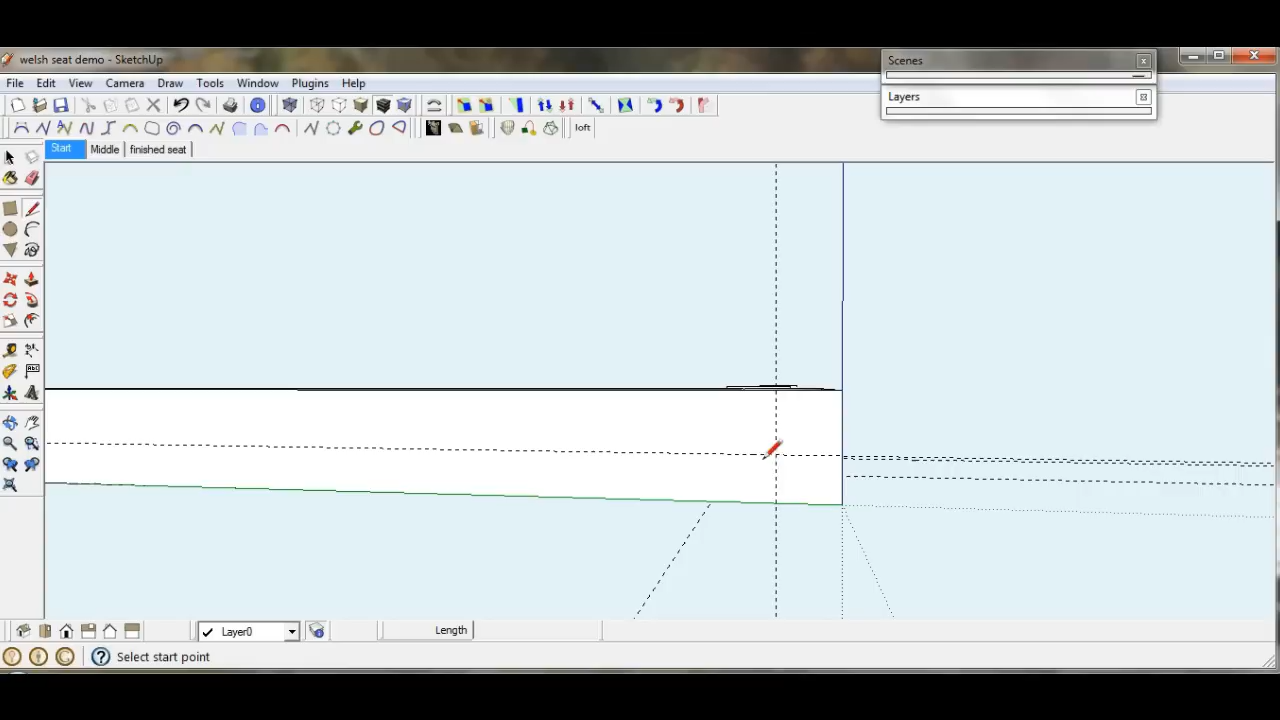 welsh seat demo - SketchUp
Scenes
File Edit View Camera Draw Tools Window Plugins Help
Layers
loft
Start Middle finished seat
Layer0
Length
Select start point